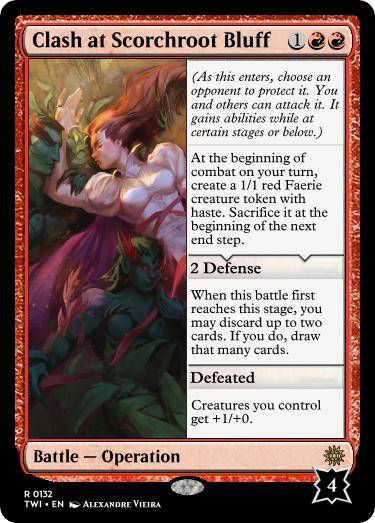 Clash at Scorchroot Bluff 1
(As this enters, choose an
opponent to protect it. You
and others can attack it. It
gains abilities while at
certain stages or below.)
At the beginning of
combat on your turn,
create a 1/1 red Faerie
creature token with
haste. Sacrifice it at the
beginning of the next
end step.
2 Defense
When this battle first
reaches this stage, you
may discard up to two
cards. If you do, draw
that many cards.
Defeated
Creatures you control
get +1/+0.
Battle — Operation
4
R 0132
TWI • EN Alexandre Vieira